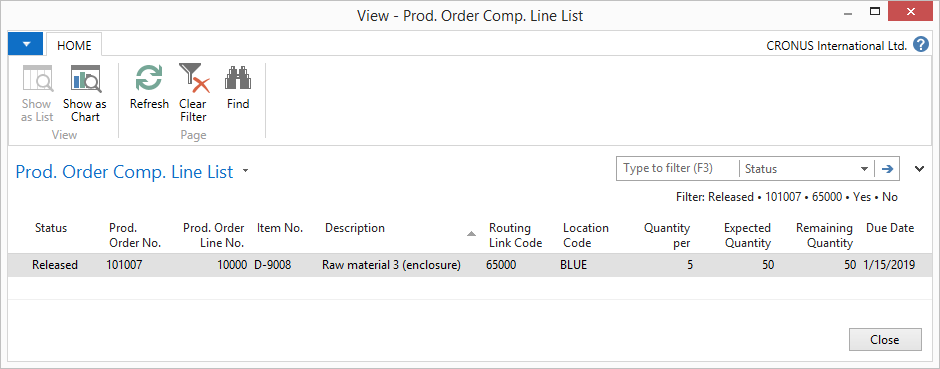 View - Prod. Order Comp. Line List
HOME
CRONUS International Ltd.
Show as List
Show as Chart
Refresh
Clear Filter
Find
View
Page
Prod. Order Comp. Line List
Type to filter (F3)
Status
Filter: Released • 101007 • 65000 • Yes • No
Status Prod. Order No. Prod. Order Line No. Item No. Description Routing Link Code Location Code Quantity per Expected Quantity Remaining Quantity Due Date
Released 101007 10000 D-9008 Raw material 3 (enclosure) 65000 BLUE 5 50 50 1/15/2019
Close